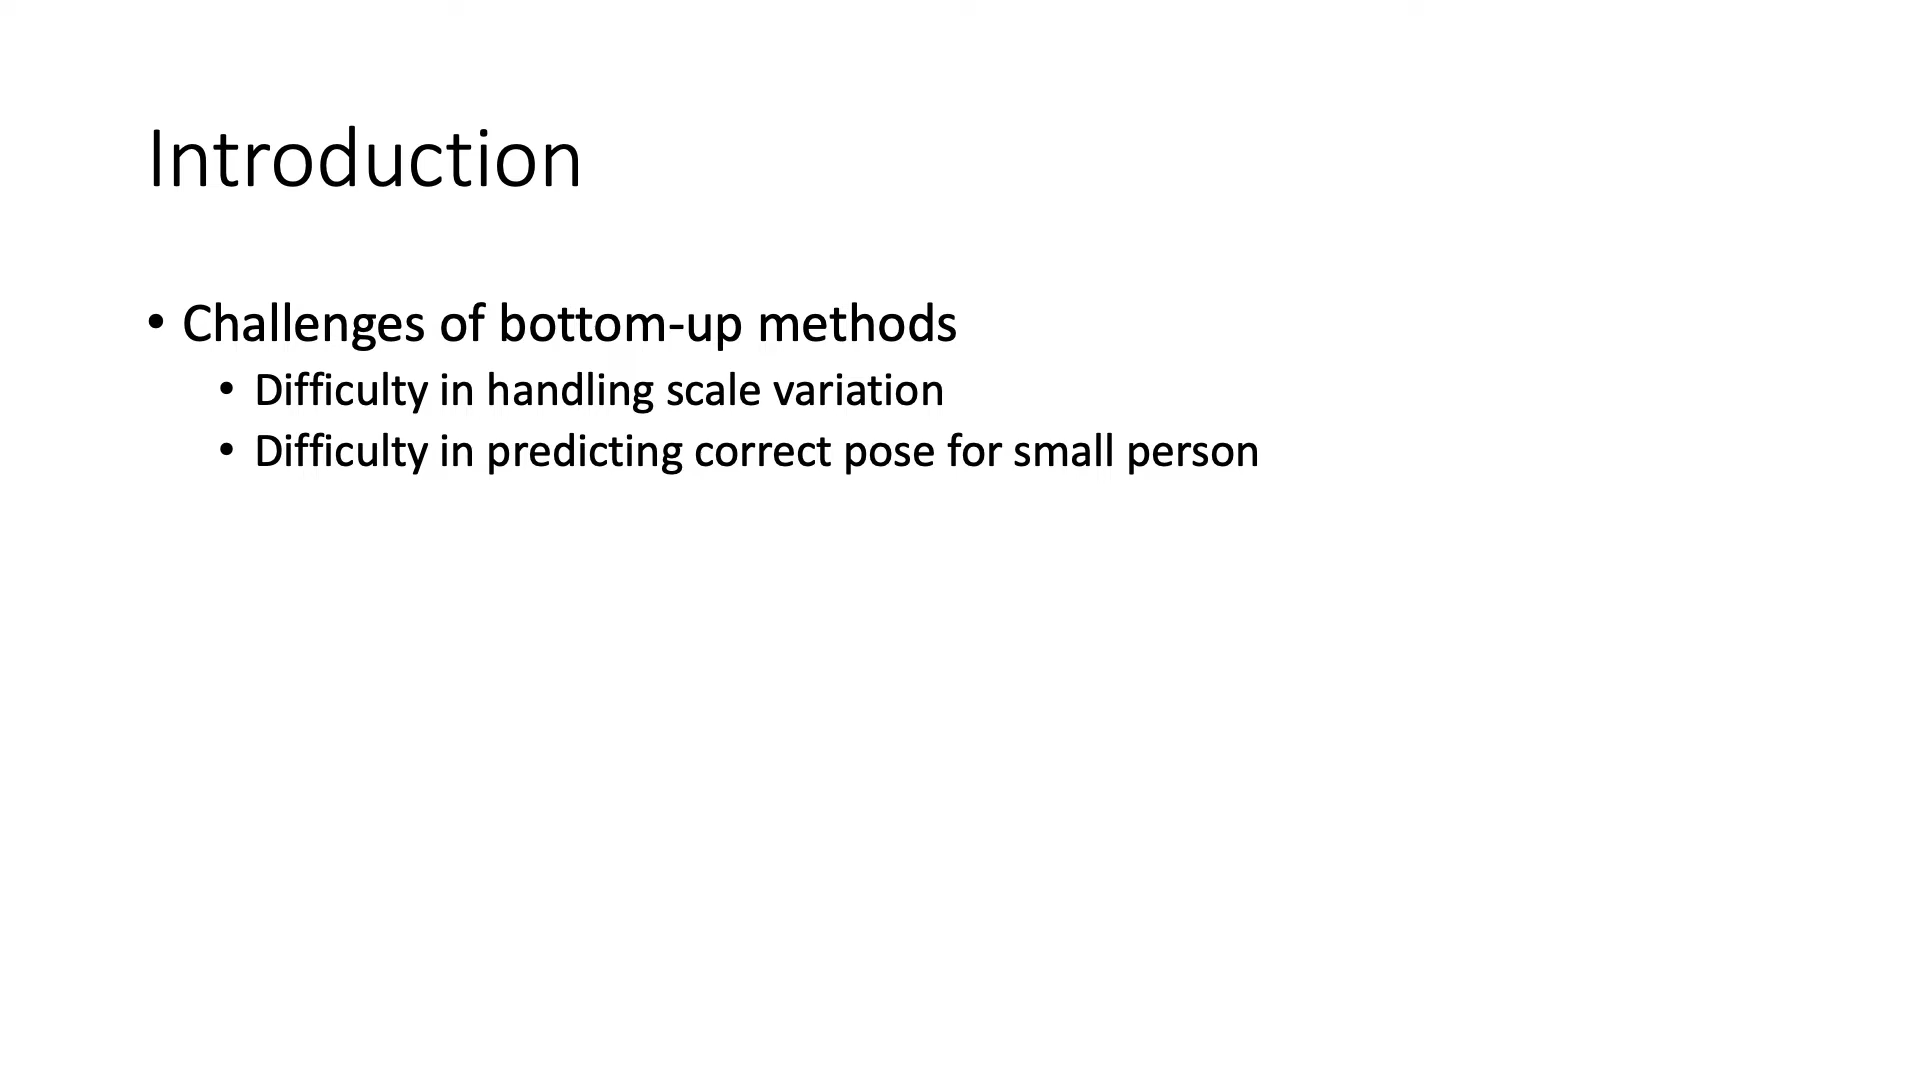 Introduction
• Challenges of bottom-up methods
• Difficulty in handling scale variation
• Difficulty in predicting correct pose for small person